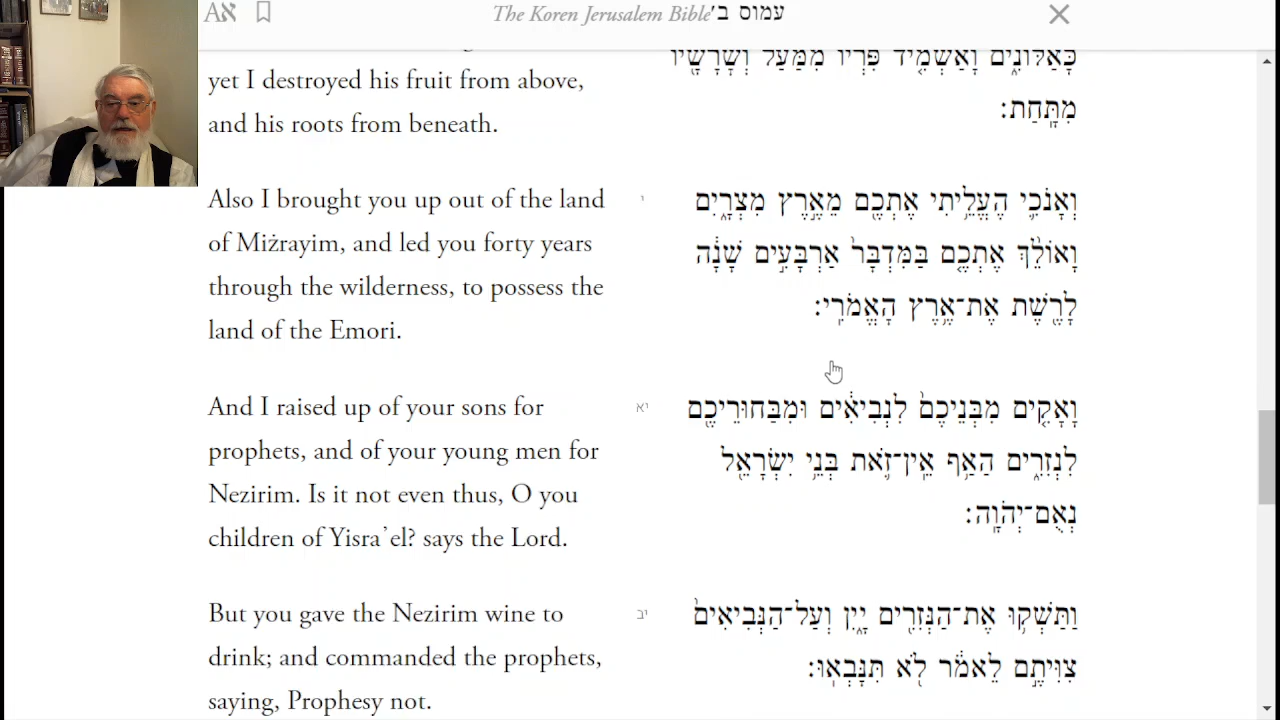 The Koren Jerusalem Bible עמוס ב׳
yet I destroyed his fruit from above,
and his roots from beneath.
כָּאַלּוֹנִ֑ים וָאַשְׁמִ֤יד פִּרְיוֹ֙ מִמַּ֔עַל וְשָׁרָשָׁ֖יו
מִתָּֽחַת׃
Also I brought you up out of the land
of Miżrayim, and led you forty years
through the wilderness, to possess the
land of the Emori.
י
וְאָנֹכִ֛י הֶעֱלֵ֥יתִי אֶתְכֶ֖ם מֵאֶ֣רֶץ מִצְרָ֑יִם
וָאוֹלֵ֨ךְ אֶתְכֶ֤ם בַּמִּדְבָּר֙ אַרְבָּעִ֣ים שָׁנָ֔ה
לָרֶ֖שֶׁת אֶת־אֶ֥רֶץ הָאֱמֹרִֽי׃
And I raised up of your sons for
prophets, and of your young men for
Nezirim. Is it not even thus, O you
children of Yisra᾽el? says the Lord.
יא
וָאָקִ֤ים מִבְּנֵיכֶם֙ לִנְבִיאִ֔ים וּמִבַּחוּרֵיכֶ֖ם
לִנְזִרִ֑ים הַאַ֥ף אֵֽין־זֹ֛את בְּנֵ֥י יִשְׂרָאֵ֖ל
נְאֻם־יְהוָֹֽה׃
But you gave the Nezirim wine to
drink; and commanded the prophets,
saying, Prophesy not.
יב
וַתַּשְׁק֥וּ אֶת־הַנְּזִרִ֖ים יָ֑יִן וְעַל־הַנְּבִיאִים֙
צִוִּיתֶ֣ם לֵאמֹ֔ר לֹ֖א תִּנָּבְאֽוּ׃